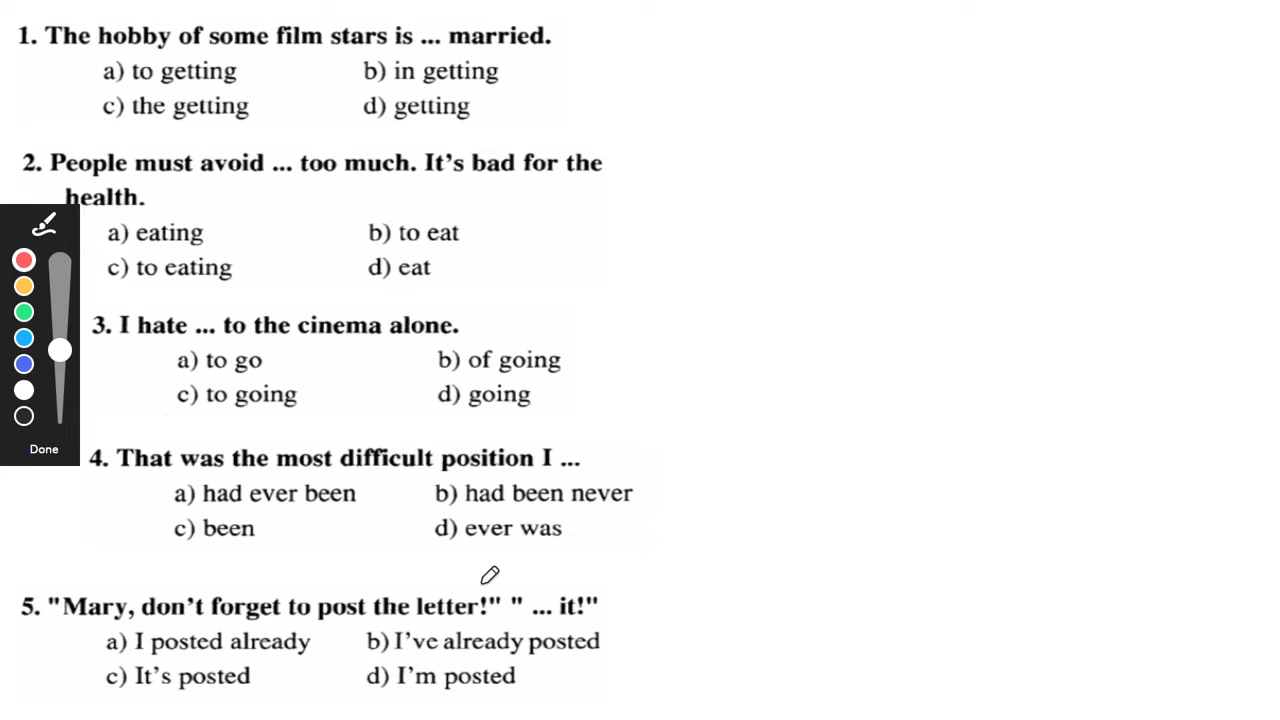 1. The hobby of some film stars is ... married.
a) to getting b) in getting
c) the getting d) getting
2. People must avoid ... too much. It's bad for the
health.
a) eating b) to eat
c) to eating d) eat
3. I hate ... to the cinema alone.
a) to go b) of going
c) to going d) going
Done
4. That was the most difficult position I ...
a) had ever been b) had been never
c) been d) ever was
5. "Mary, don't forget to post the letter!" " ... it!"
a) I posted already b) I've already posted
c) It's posted d) I'm posted